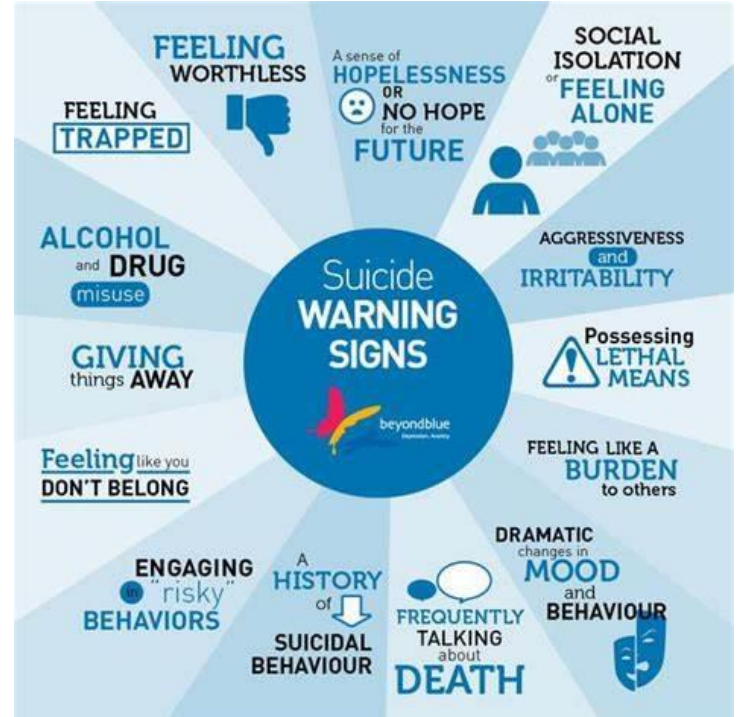 Suicide
WARNING
SIGNS
beyondblue
Depression. Anxiety.
A sense of
HOPELESSNESS
OR
NO HOPE
for the
FUTURE
SOCIAL
ISOLATION
or FEELING
ALONE
AGGRESSIVENESS
and
IRRITABILITY
Possessing
LETHAL
MEANS
FEELING LIKE A
BURDEN
to others
DRAMATIC
changes in
MOOD
and
BEHAVIOUR
FREQUENTLY
TALKING
about
DEATH
A
HISTORY
of
SUICIDAL
BEHAVIOUR
ENGAGING
in "risky"
BEHAVIORS
Feeling like you
DON'T BELONG
GIVING
things AWAY
ALCOHOL
and DRUG
misuse
FEELING
TRAPPED
FEELING
WORTHLESS